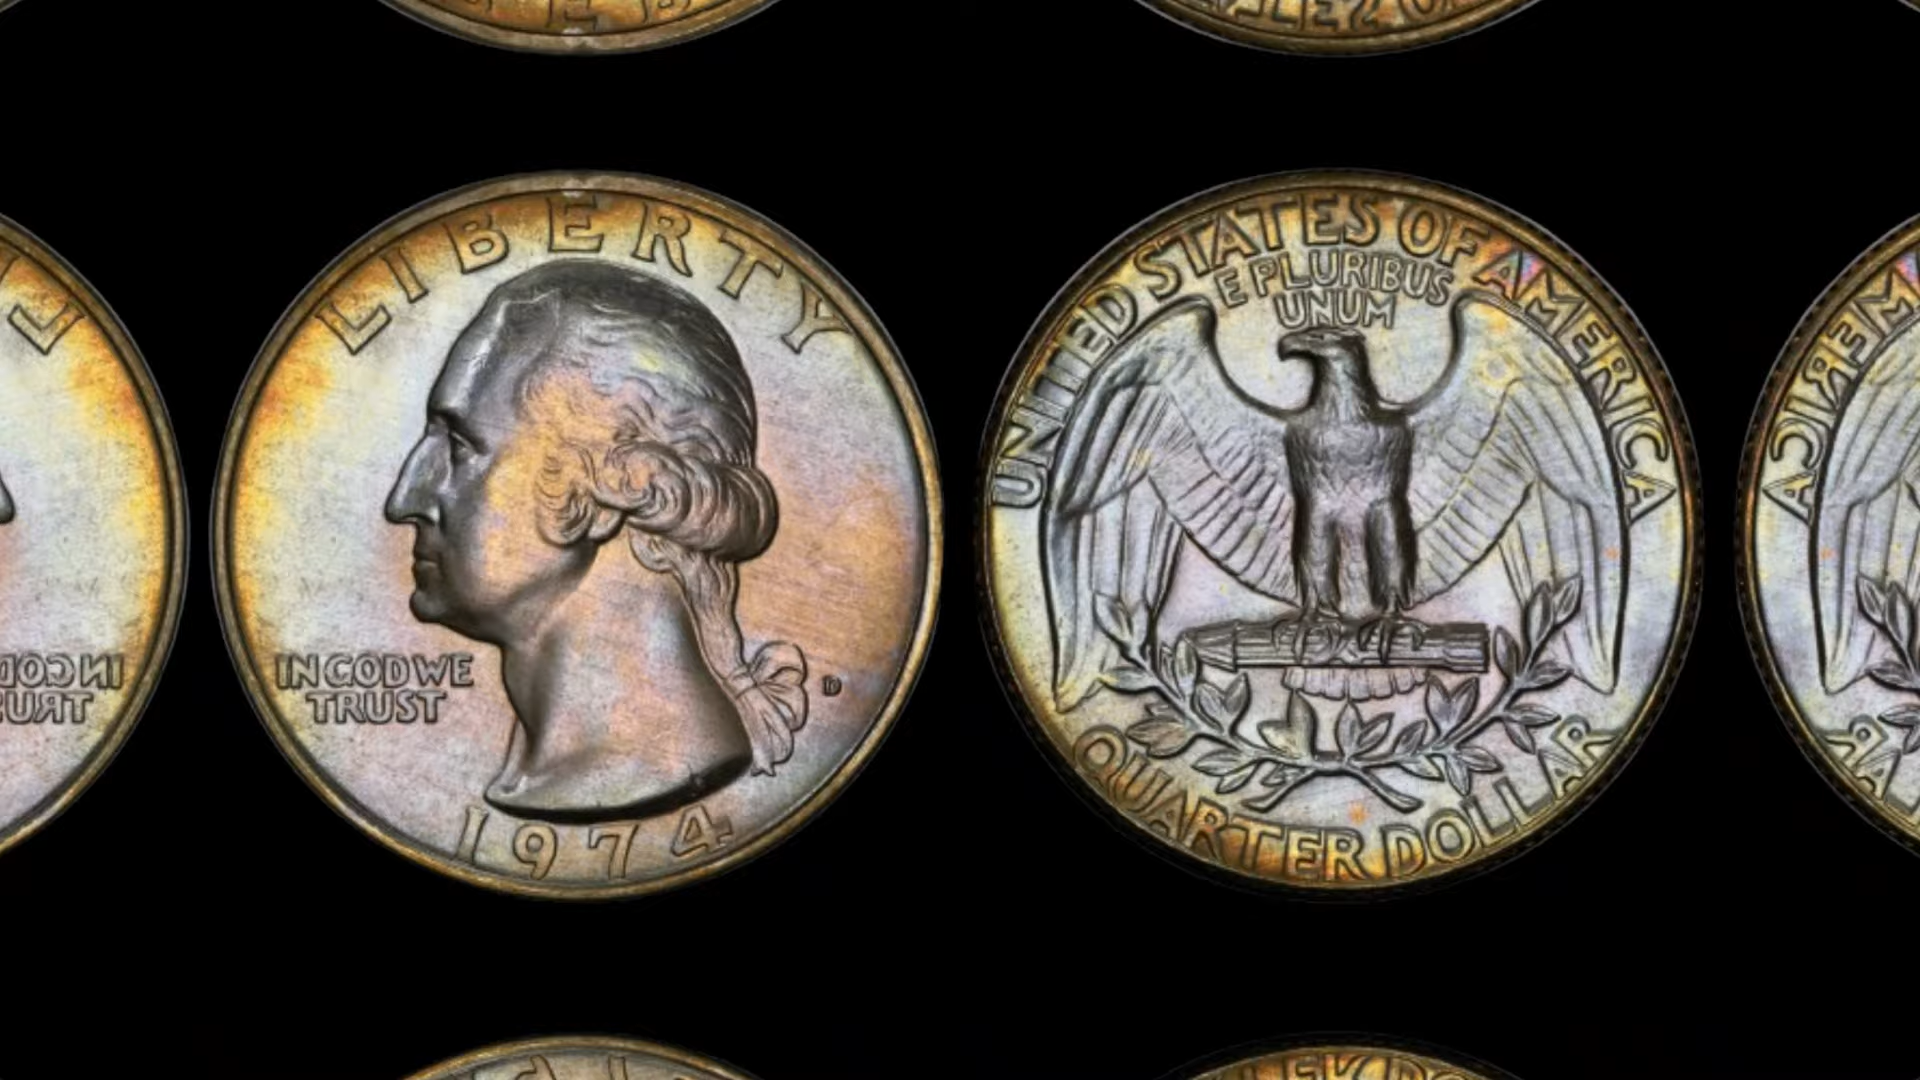 LIBERTY
IN GOD WE
TRUST
D
1974
UNITED STATES OF AMERICA
E PLURIBUS
UNUM
QUARTER DOLLAR